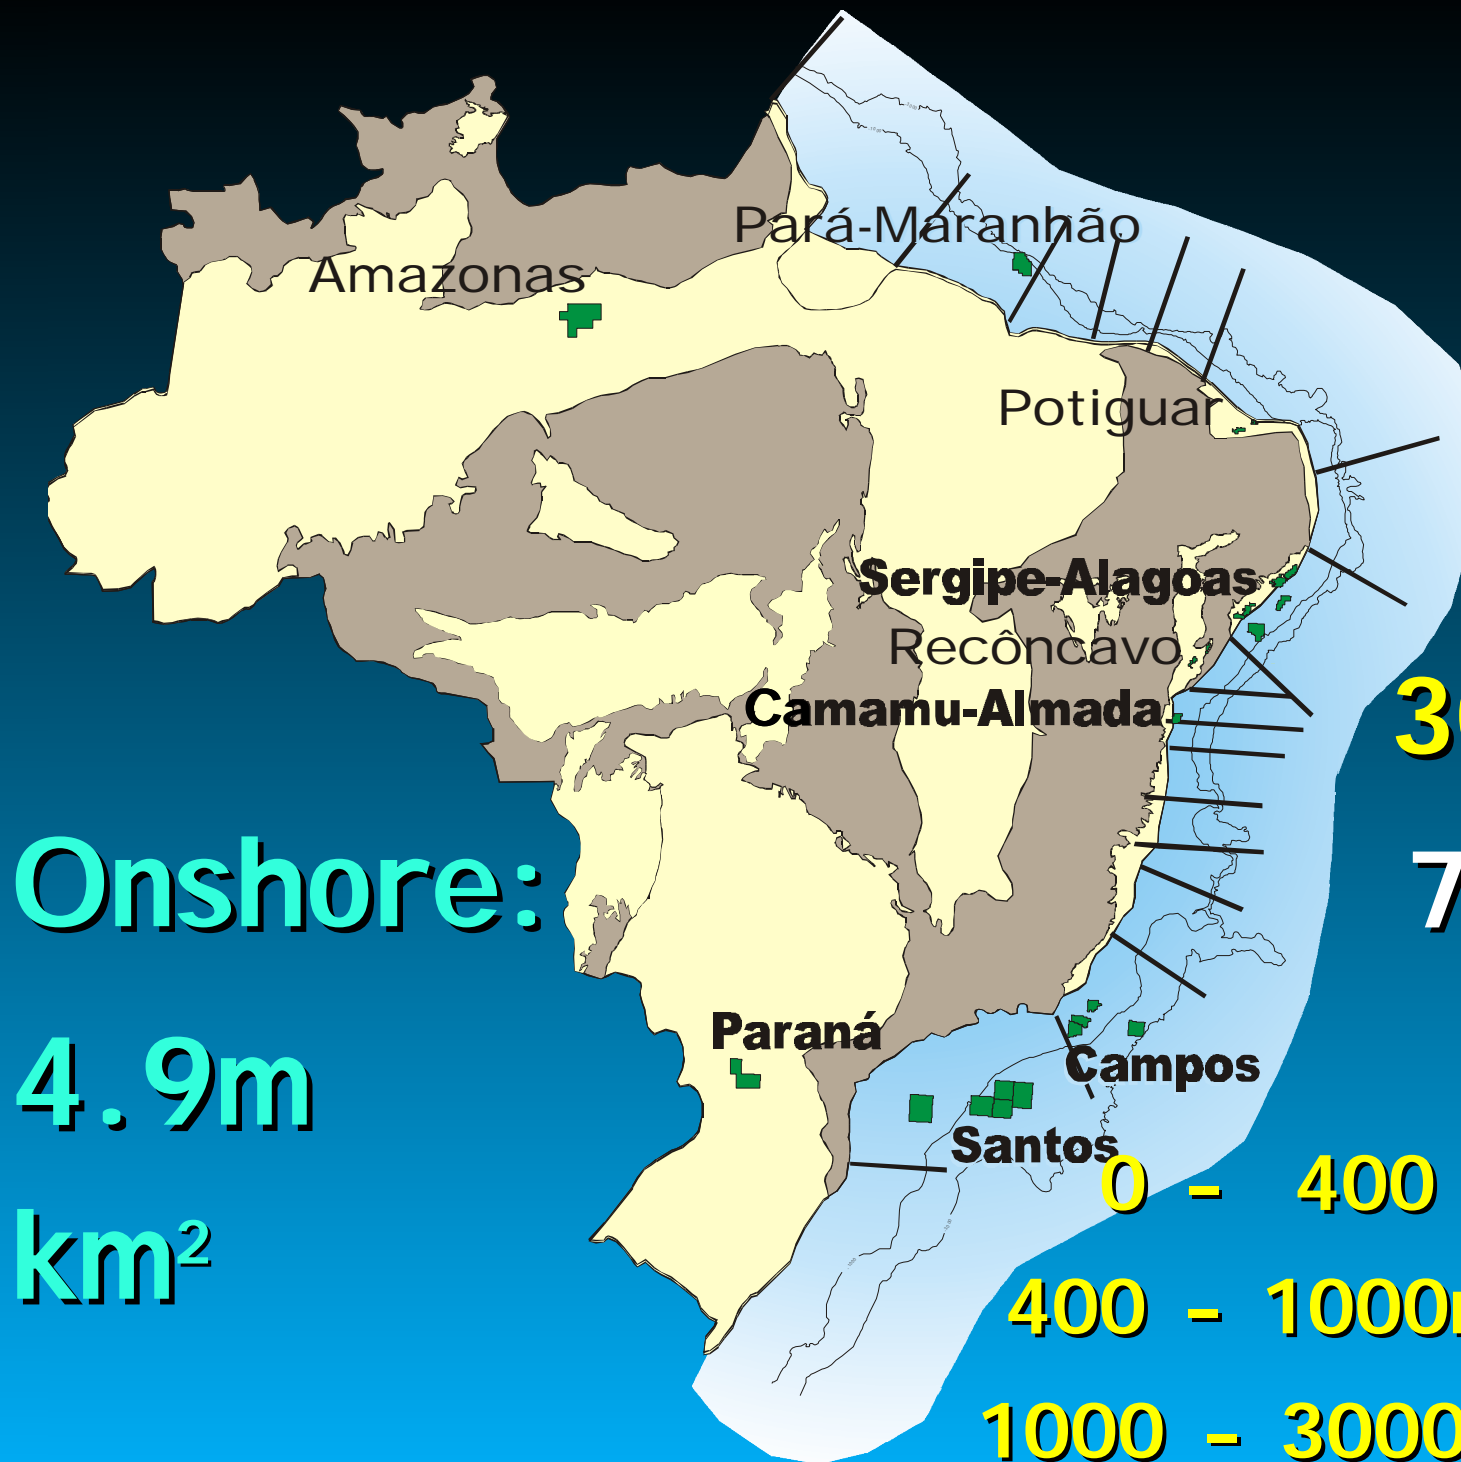 Pará-Maranhão
Amazonas
Potiguar
Sergipe-Alagoas
Recôncavo
Camamu-Almada
Onshore:
4.9m
km²
Paraná
Campos
Santos
0 - 400
400 - 1000
1000 - 3000